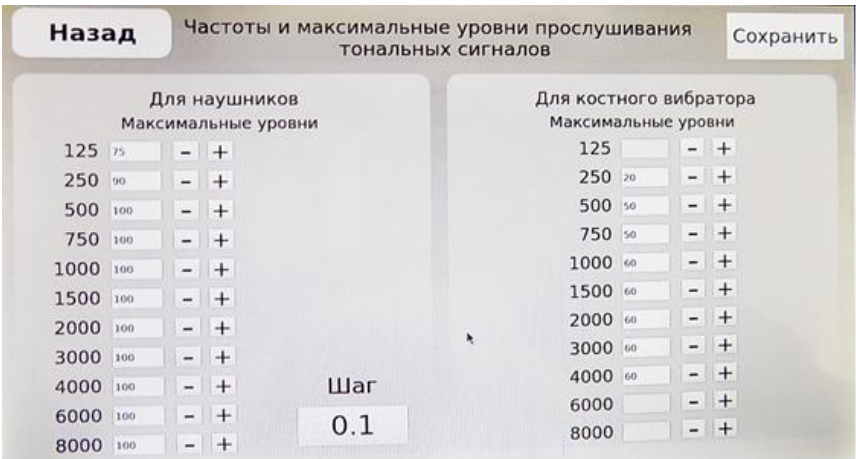 Назад
Частоты и максимальные уровни прослушивания
тональных сигналов
Сохранить
Для наушников
Максимальные уровни
125 75 - +
250 90 - +
500 100 - +
750 100 - +
1000 100 - +
1500 100 - +
2000 100 - +
3000 100 - +
4000 100 - +
6000 100 - +
8000 100 - +
Шаг
0.1
Для костного вибратора
Максимальные уровни
125 - +
250 20 - +
500 50 - +
750 50 - +
1000 60 - +
1500 60 - +
2000 60 - +
3000 60 - +
4000 60 - +
6000 - +
8000 - +